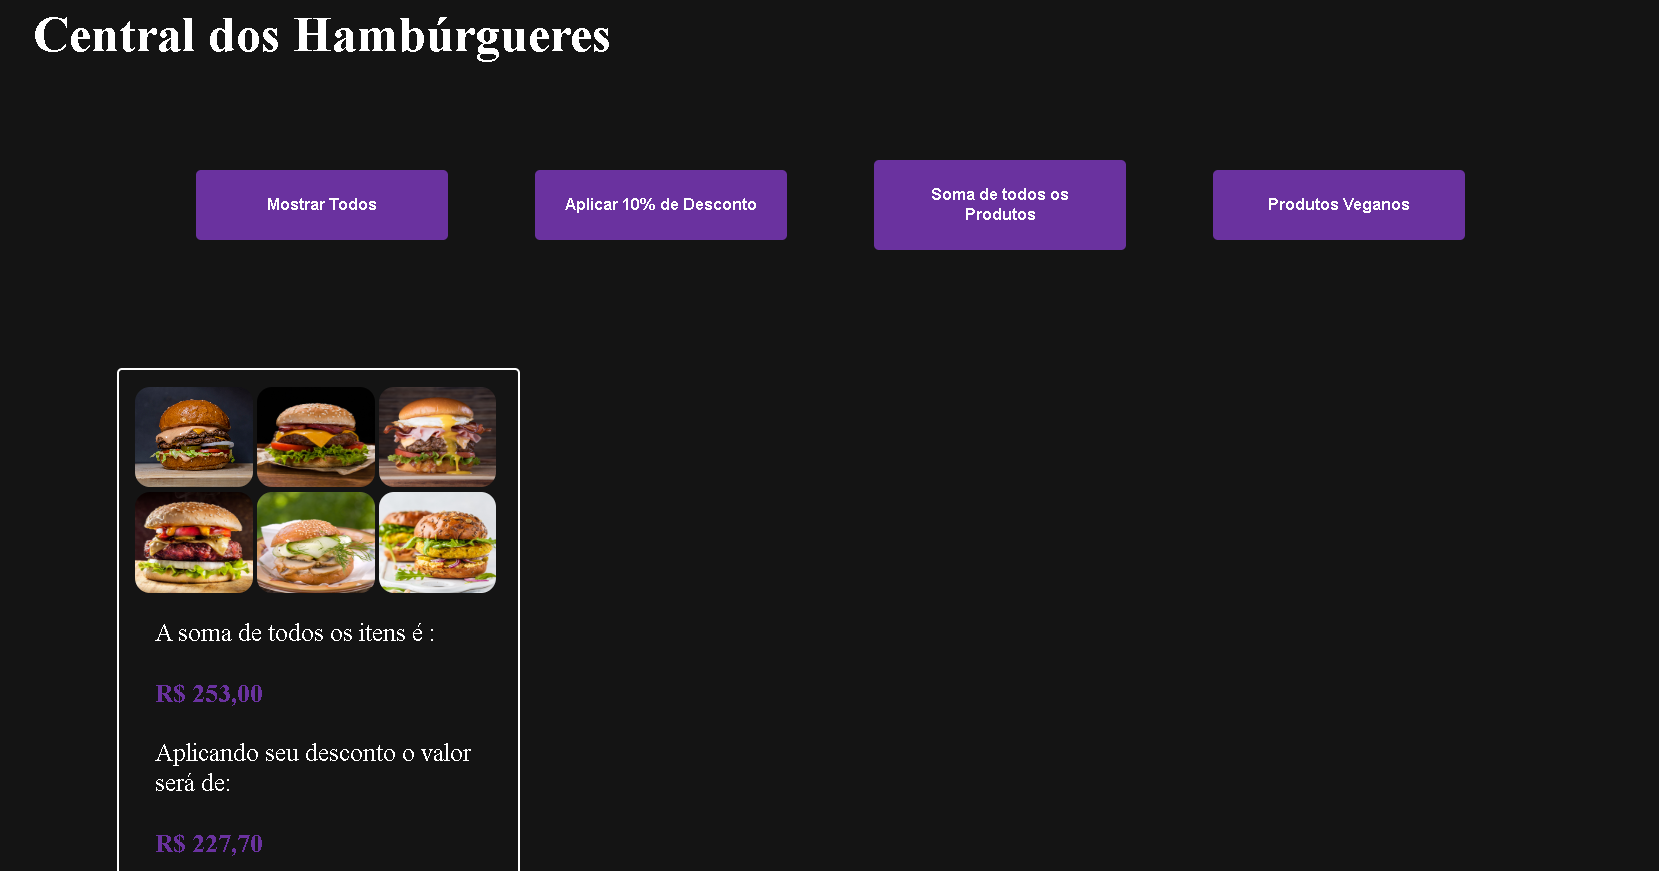 Central dos Hambúrgueres
Mostrar Todos
Aplicar 10% de Desconto
Soma de todos os
Produtos
Produtos Veganos
A soma de todos os itens é :
R$ 253,00
Aplicando seu desconto o valor
será de:
R$ 227,70